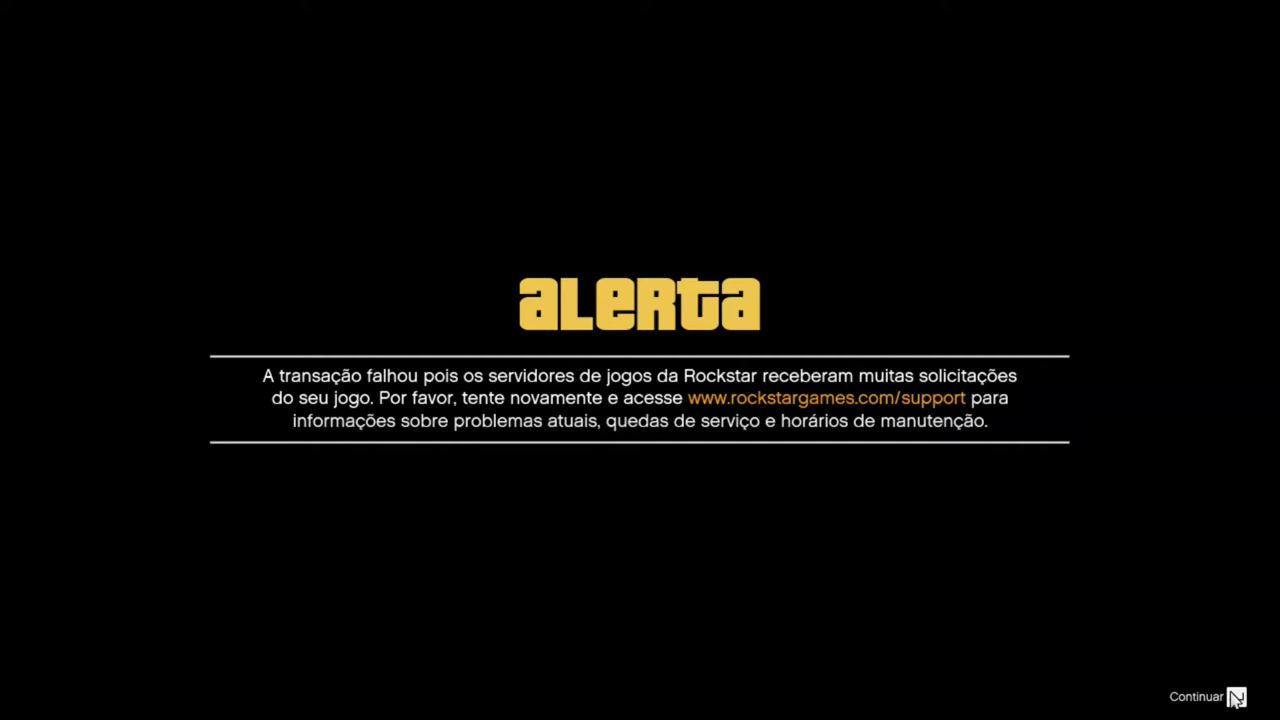 ALERTA
A transação falhou pois os servidores de jogos da Rockstar receberam muitas solicitações
do seu jogo. Por favor, tente novamente e acesse www.rockstargames.com/support para
informações sobre problemas atuais, quedas de serviço e horários de manutenção.
Continuar